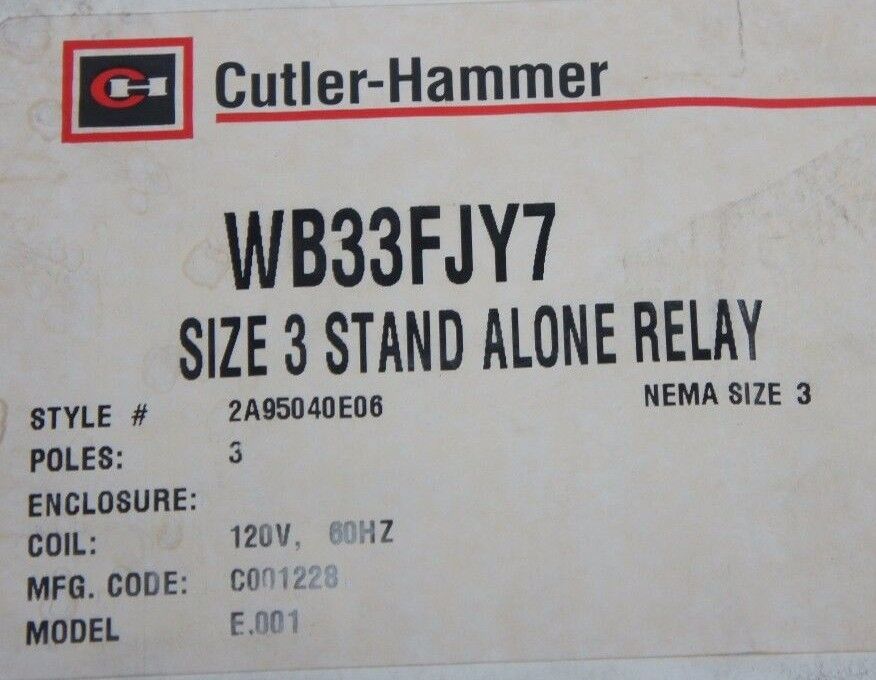 CH Cutler-Hammer
WB33FJY7
SIZE 3 STAND ALONE RELAY
STYLE # 2A95040E06 NEMA SIZE 3
POLES: 3
ENCLOSURE:
COIL: 120V, 60HZ
MFG. CODE: C001228
MODEL E.001